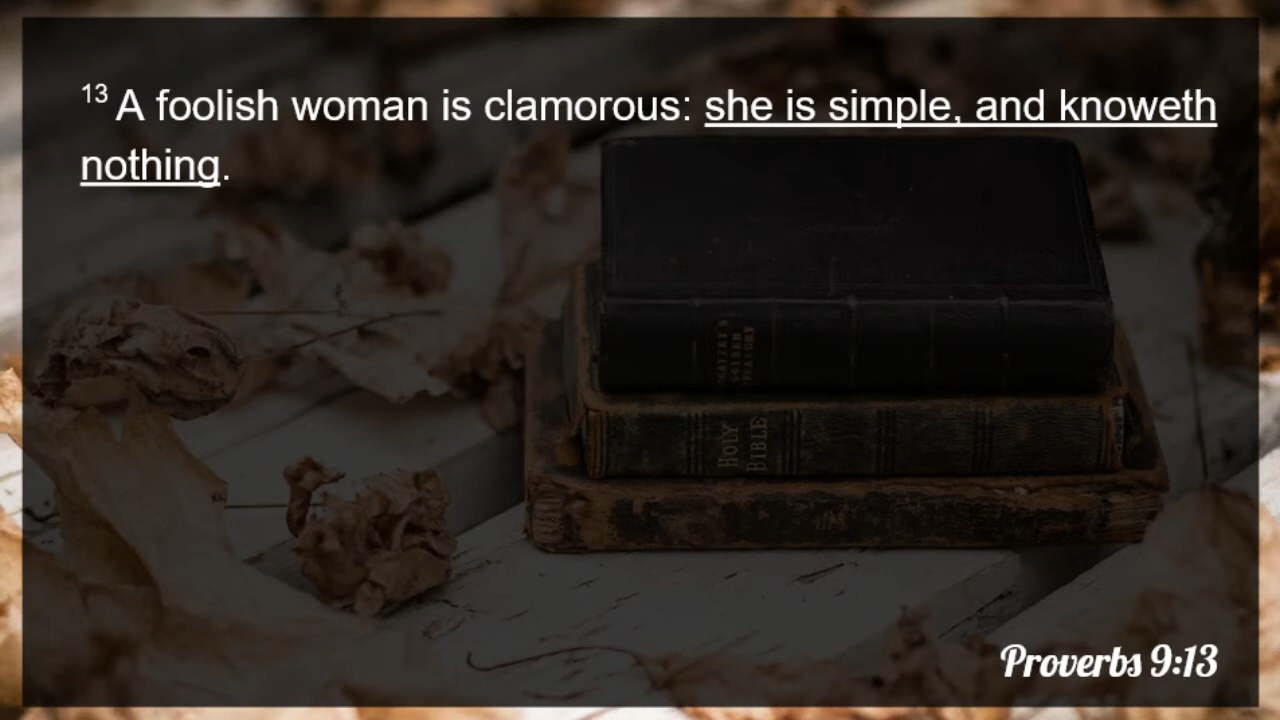 13 A foolish woman is clamorous: she is simple, and knoweth
nothing.
HOLY
BIBLE
Proverbs 9:13